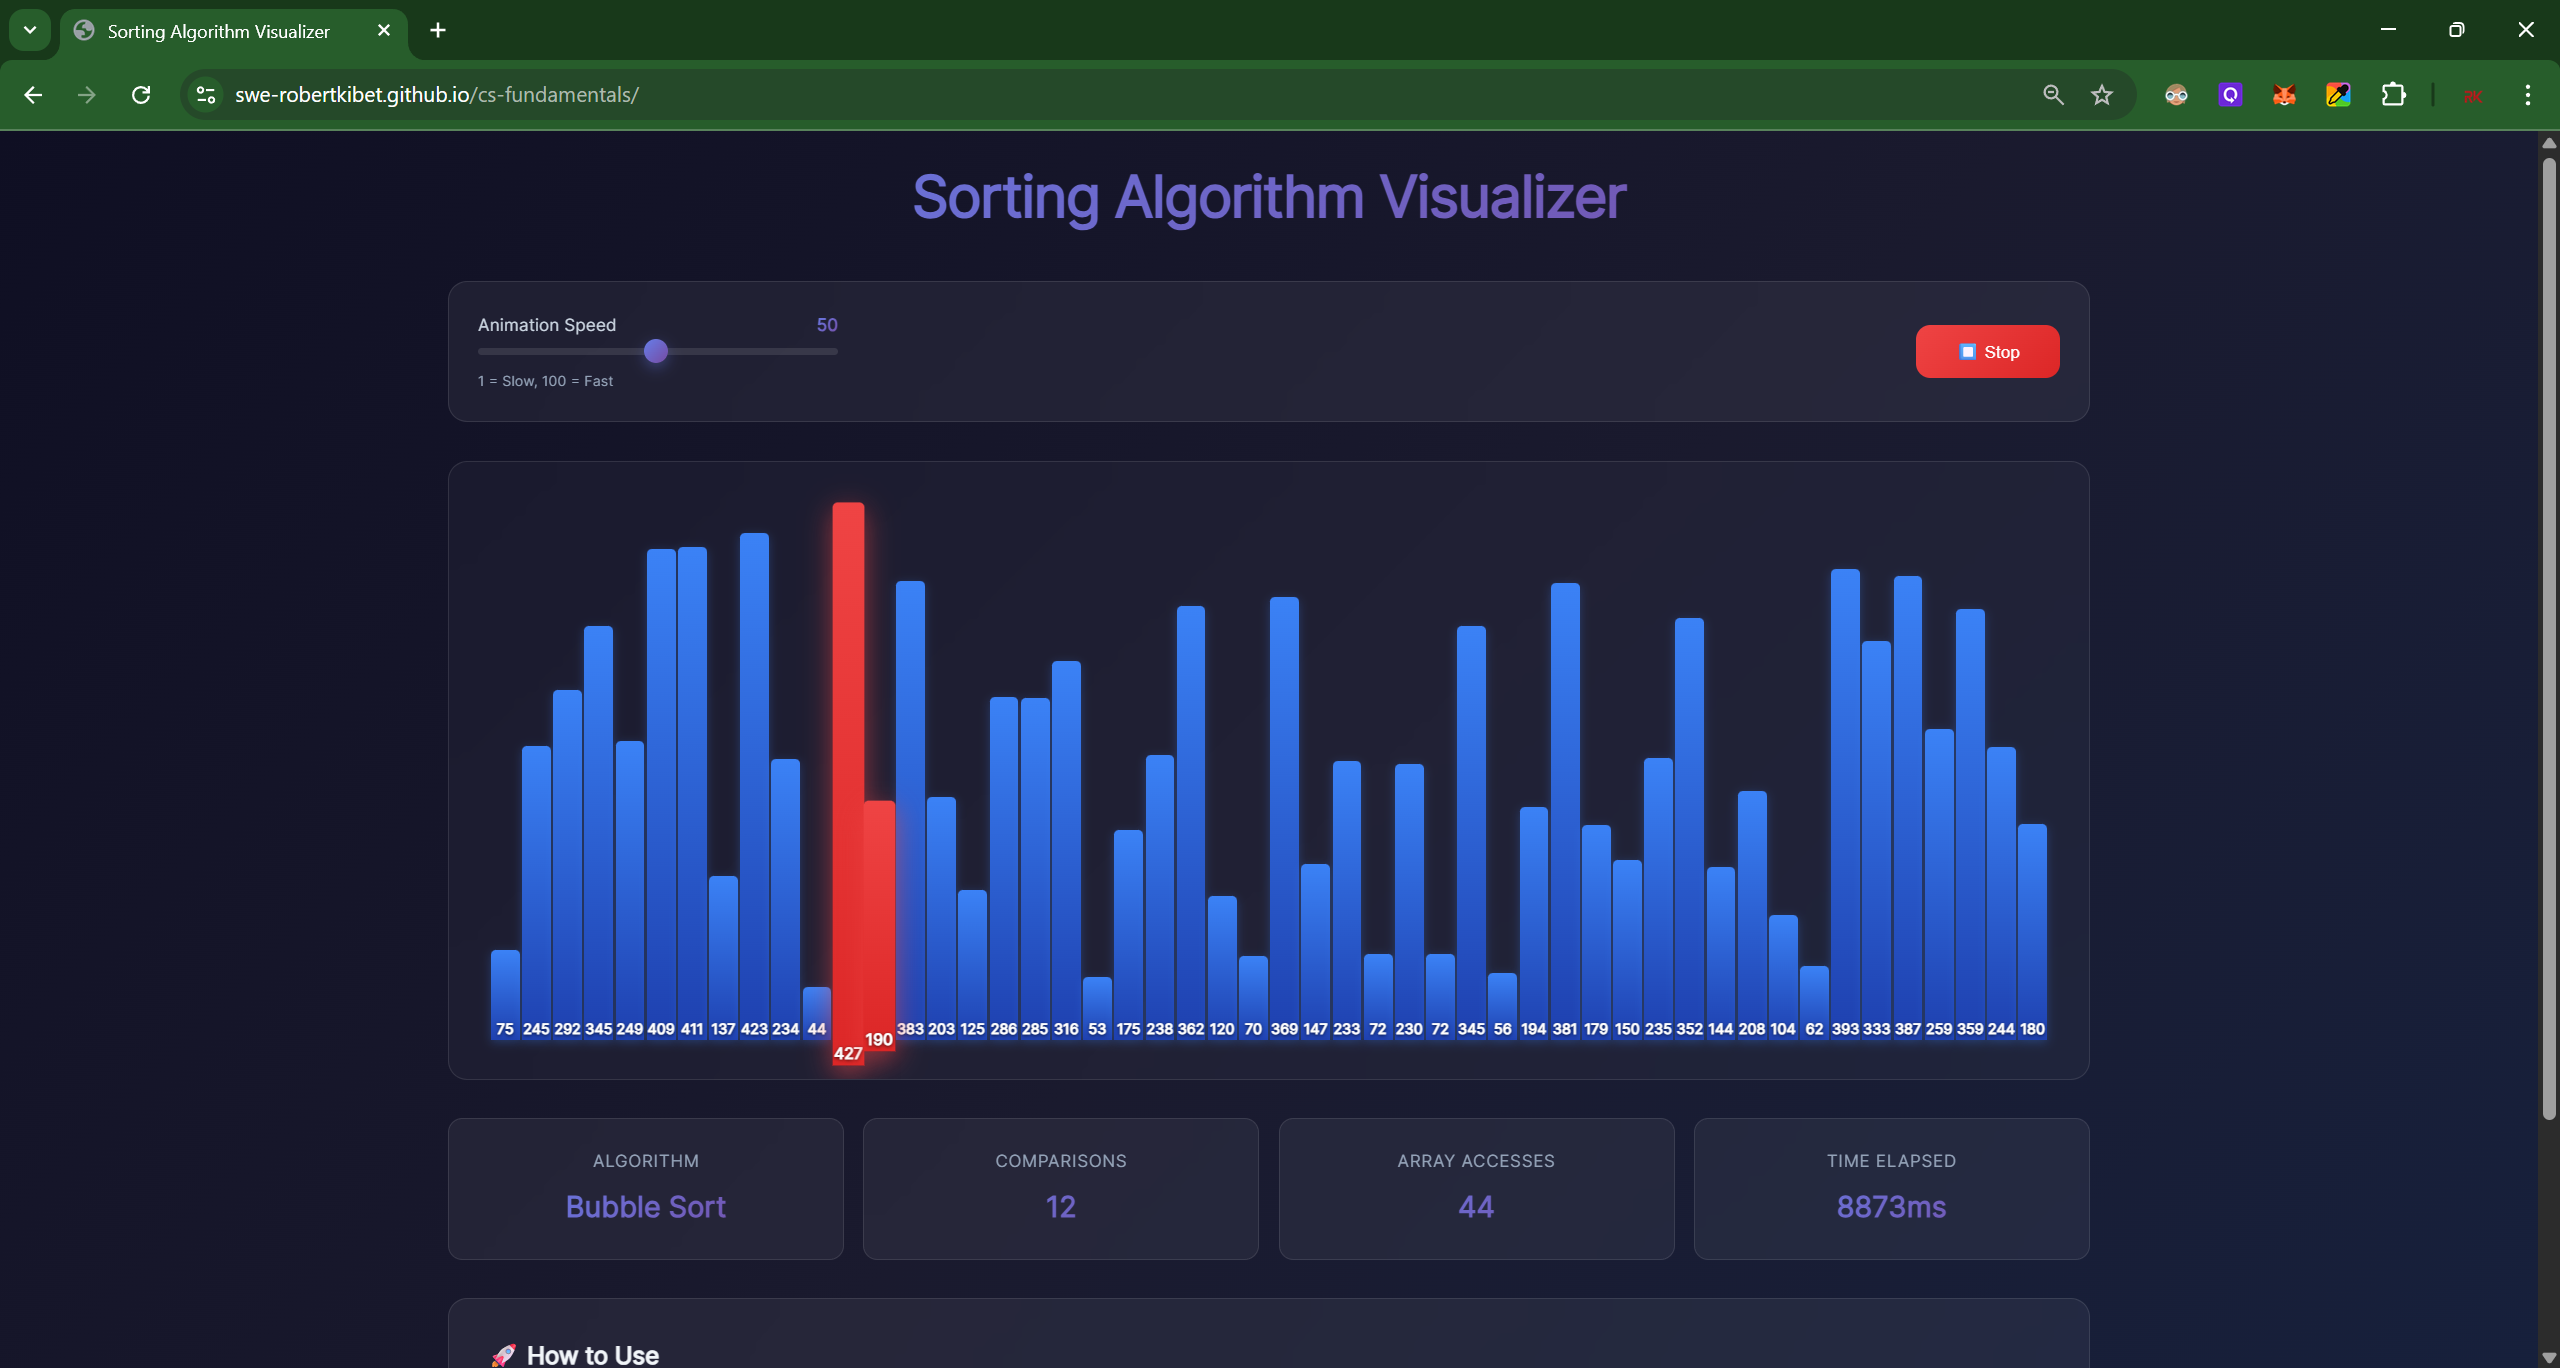 Sorting Algorithm Visualizer
swe-robertkibet.github.io/cs-fundamentals/
Sorting Algorithm Visualizer
Animation Speed 50
1 = Slow, 100 = Fast
Stop
75 245 292 345 249 409 411 137 423 234 44 427 190 383 203 125 286 285 316 53 175 238 362 120 70 369 147 233 72 230 72 345 56 194 381 179 150 235 352 144 208 104 62 393 333 387 259 359 244 180
ALGORITHM
Bubble Sort
COMPARISONS
12
ARRAY ACCESSES
44
TIME ELAPSED
8873ms
🚀 How to Use